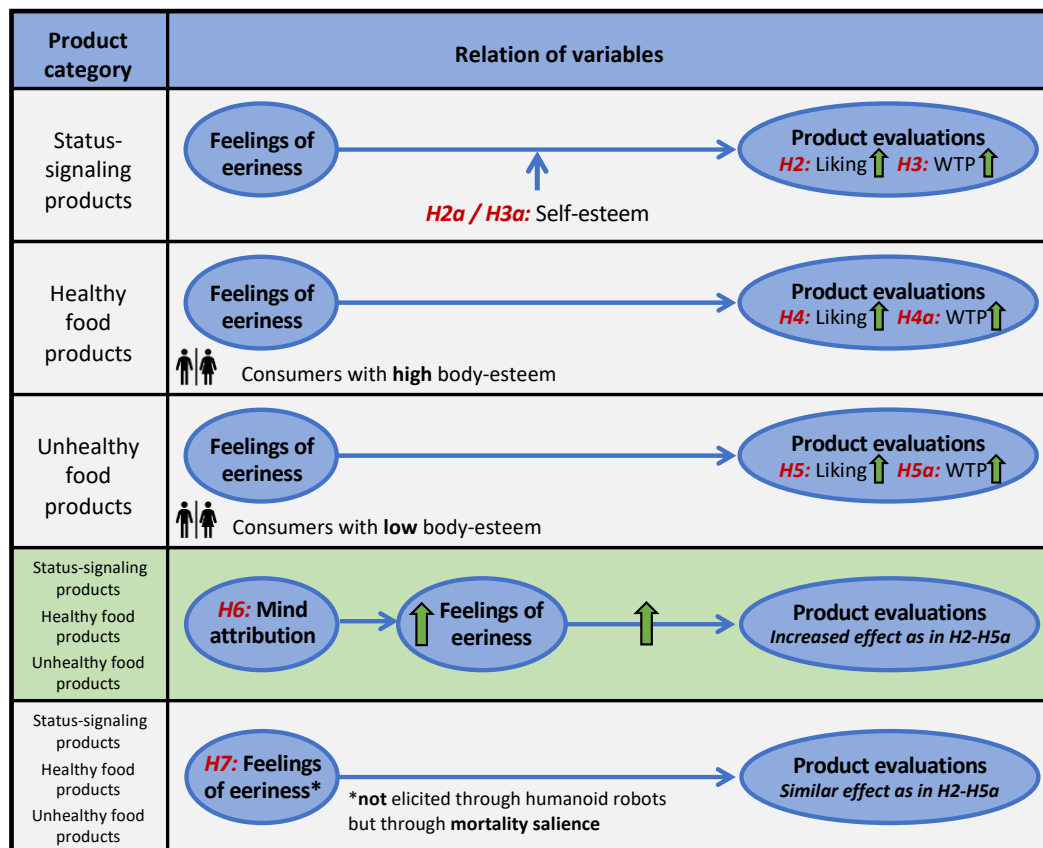 Product
category
Relation of variables
Status-
signaling
products
Feelings of
eeriness
Product evaluations
H2: Liking H3: WTP
H2a / H3a: Self-esteem
Healthy
food
products
Feelings of
eeriness
Product evaluations
H4: Liking H4a: WTP
Consumers with high body-esteem
Unhealthy
food
products
Feelings of
eeriness
Product evaluations
H5: Liking H5a: WTP
Consumers with low body-esteem
Status-signaling
products
Healthy food
products
Unhealthy food
products
H6: Mind
attribution
Feelings of
eeriness
Product evaluations
Increased effect as in H2-H5a
Status-signaling
products
Healthy food
products
Unhealthy food
products
H7: Feelings
of eeriness*
*not elicited through humanoid robots
but through mortality salience
Product evaluations
Similar effect as in H2-H5a